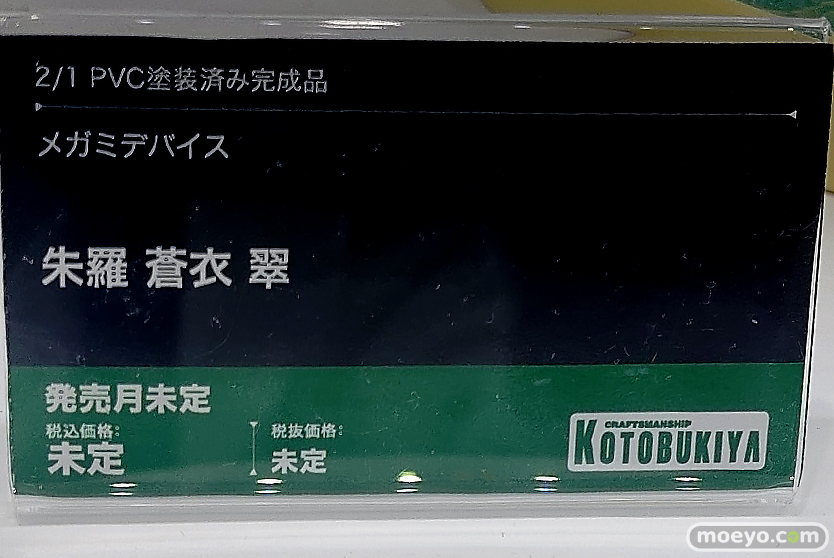 2/1 PVC塗装済み完成品
メガミデバイス
朱羅 蒼衣 翠
発売月未定
税込価格:
未定
税抜価格:
未定
CRAFTSMANSHIP
KOTOBUKIYA
moeyo.com